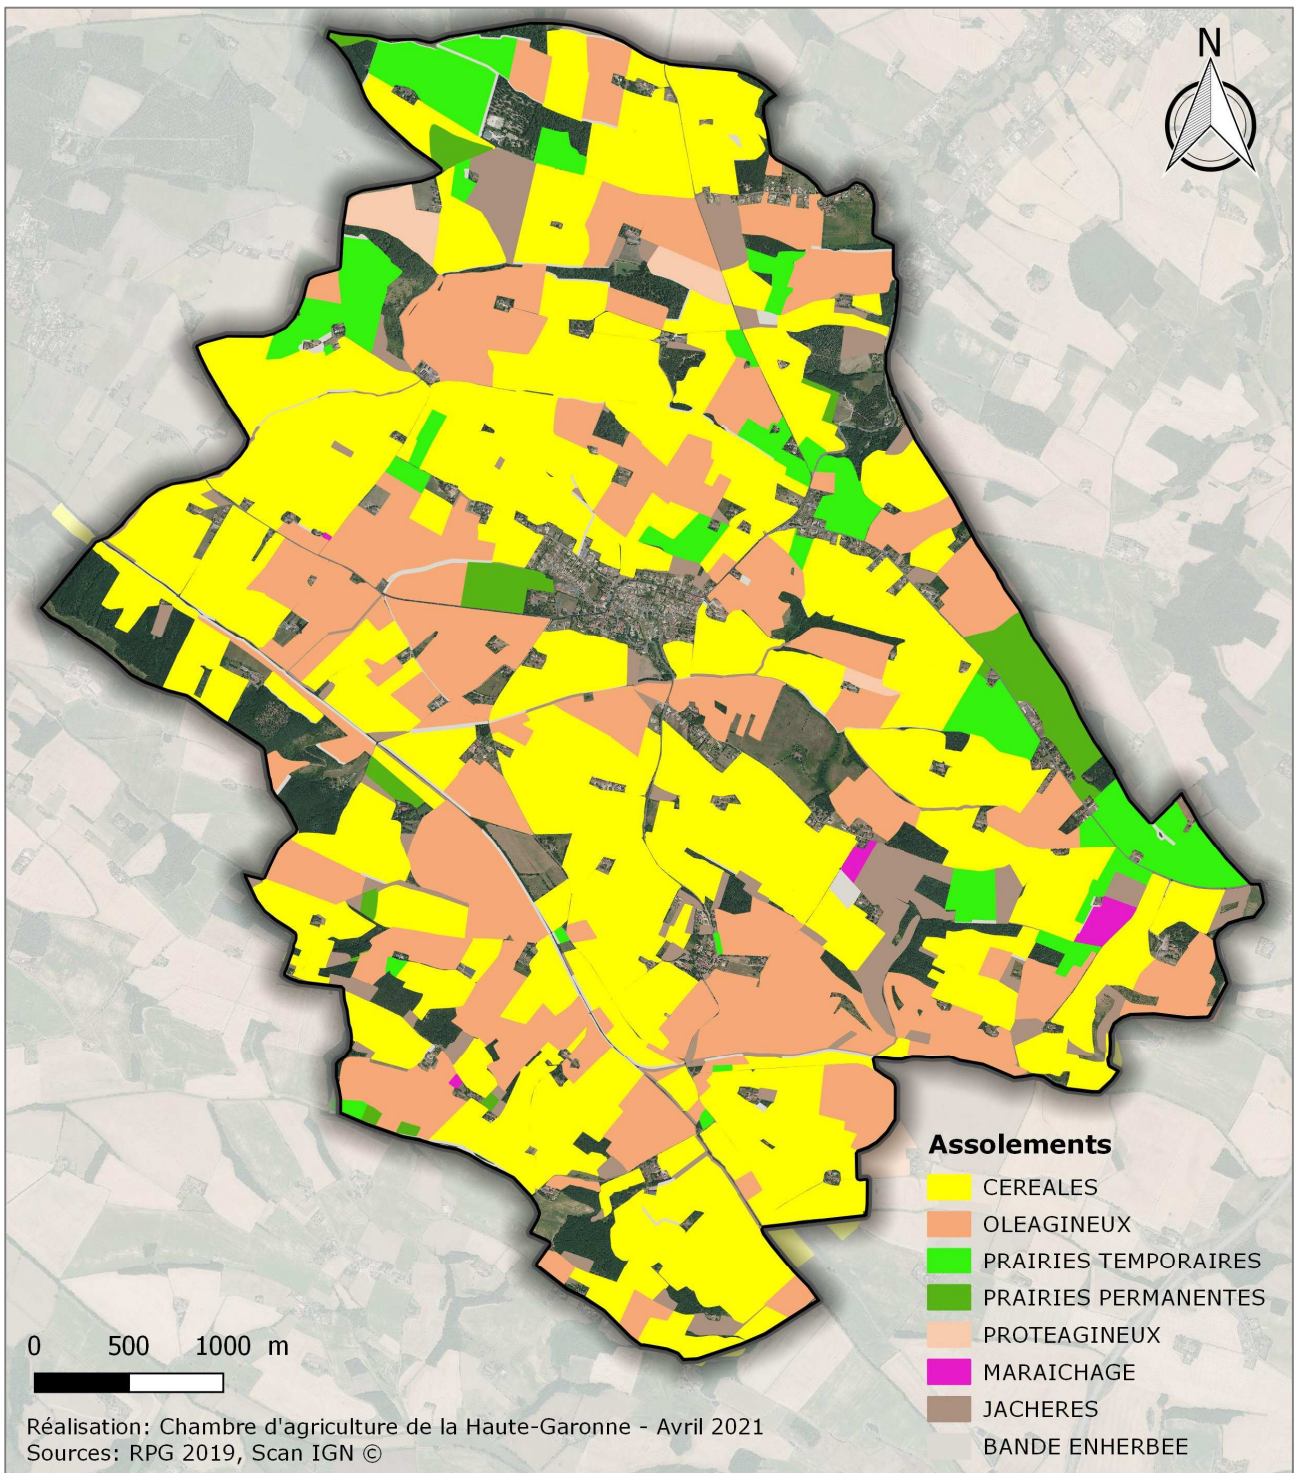 N
Assolements
CEREALES
OLEAGINEUX
PRAIRIES TEMPORAIRES
PRAIRIES PERMANENTES
PROTEAGINEUX
MARAICHAGE
JACHERES
BANDE ENHERBEE
0 500 1000 m
Réalisation: Chambre d'agriculture de la Haute-Garonne - Avril 2021
Sources: RPG 2019, Scan IGN ©